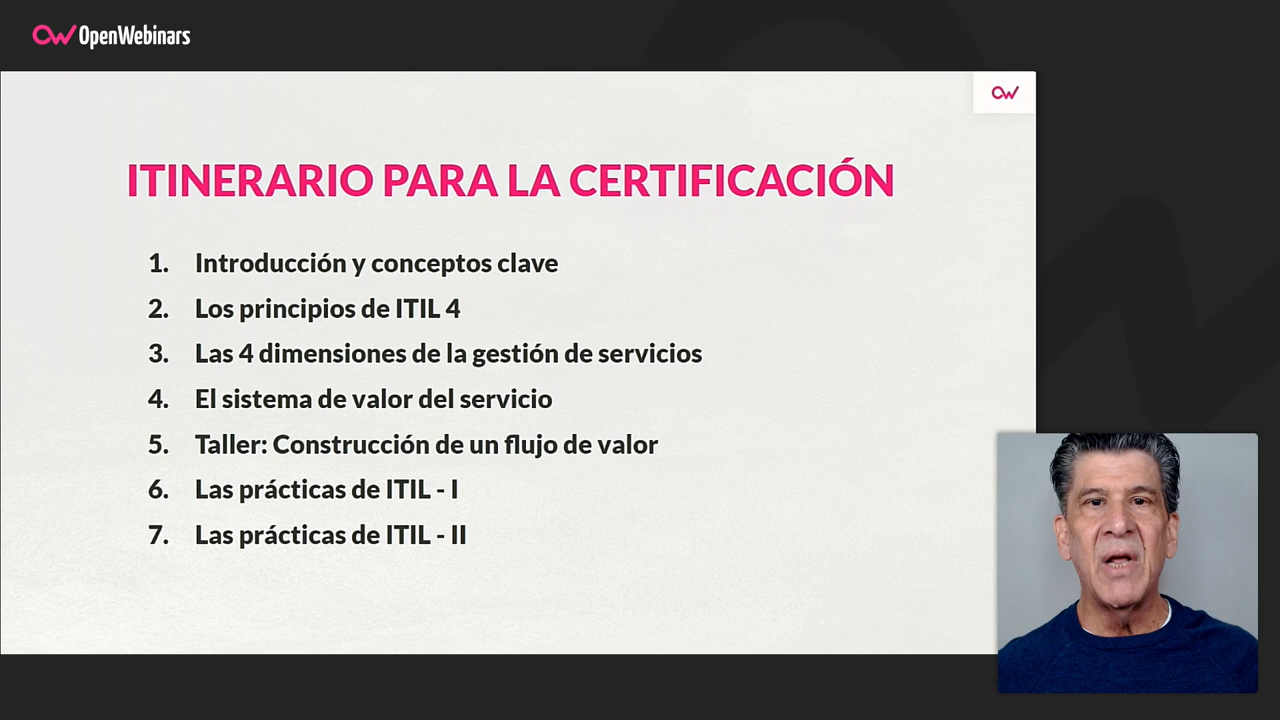 OpenWebinars
ITINERARIO PARA LA CERTIFICACIÓN
1. Introducción y conceptos clave
2. Los principios de ITIL 4
3. Las 4 dimensiones de la gestión de servicios
4. El sistema de valor del servicio
5. Taller: Construcción de un flujo de valor
6. Las prácticas de ITIL - I
7. Las prácticas de ITIL - II